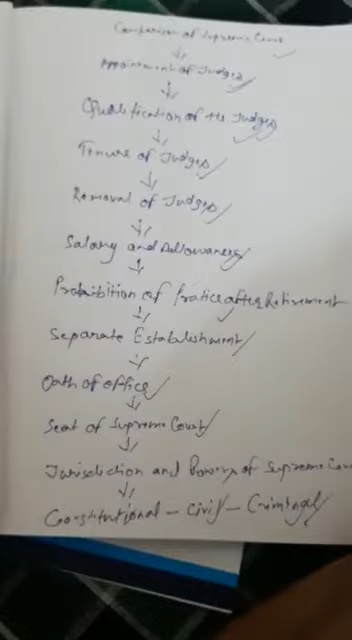 Comparison of Supreme Court
Appointment of Judges
Qualification of the Judges
Tenure of Judges
Removal of Judges
Salary and Allowances
Prohibition of Pratice after Retirement
Separate Establishment
Oath of office
Seat of Supreme Court
Jurisdiction and Powers of Supreme Cour
Constitutional - Civil - Criminal